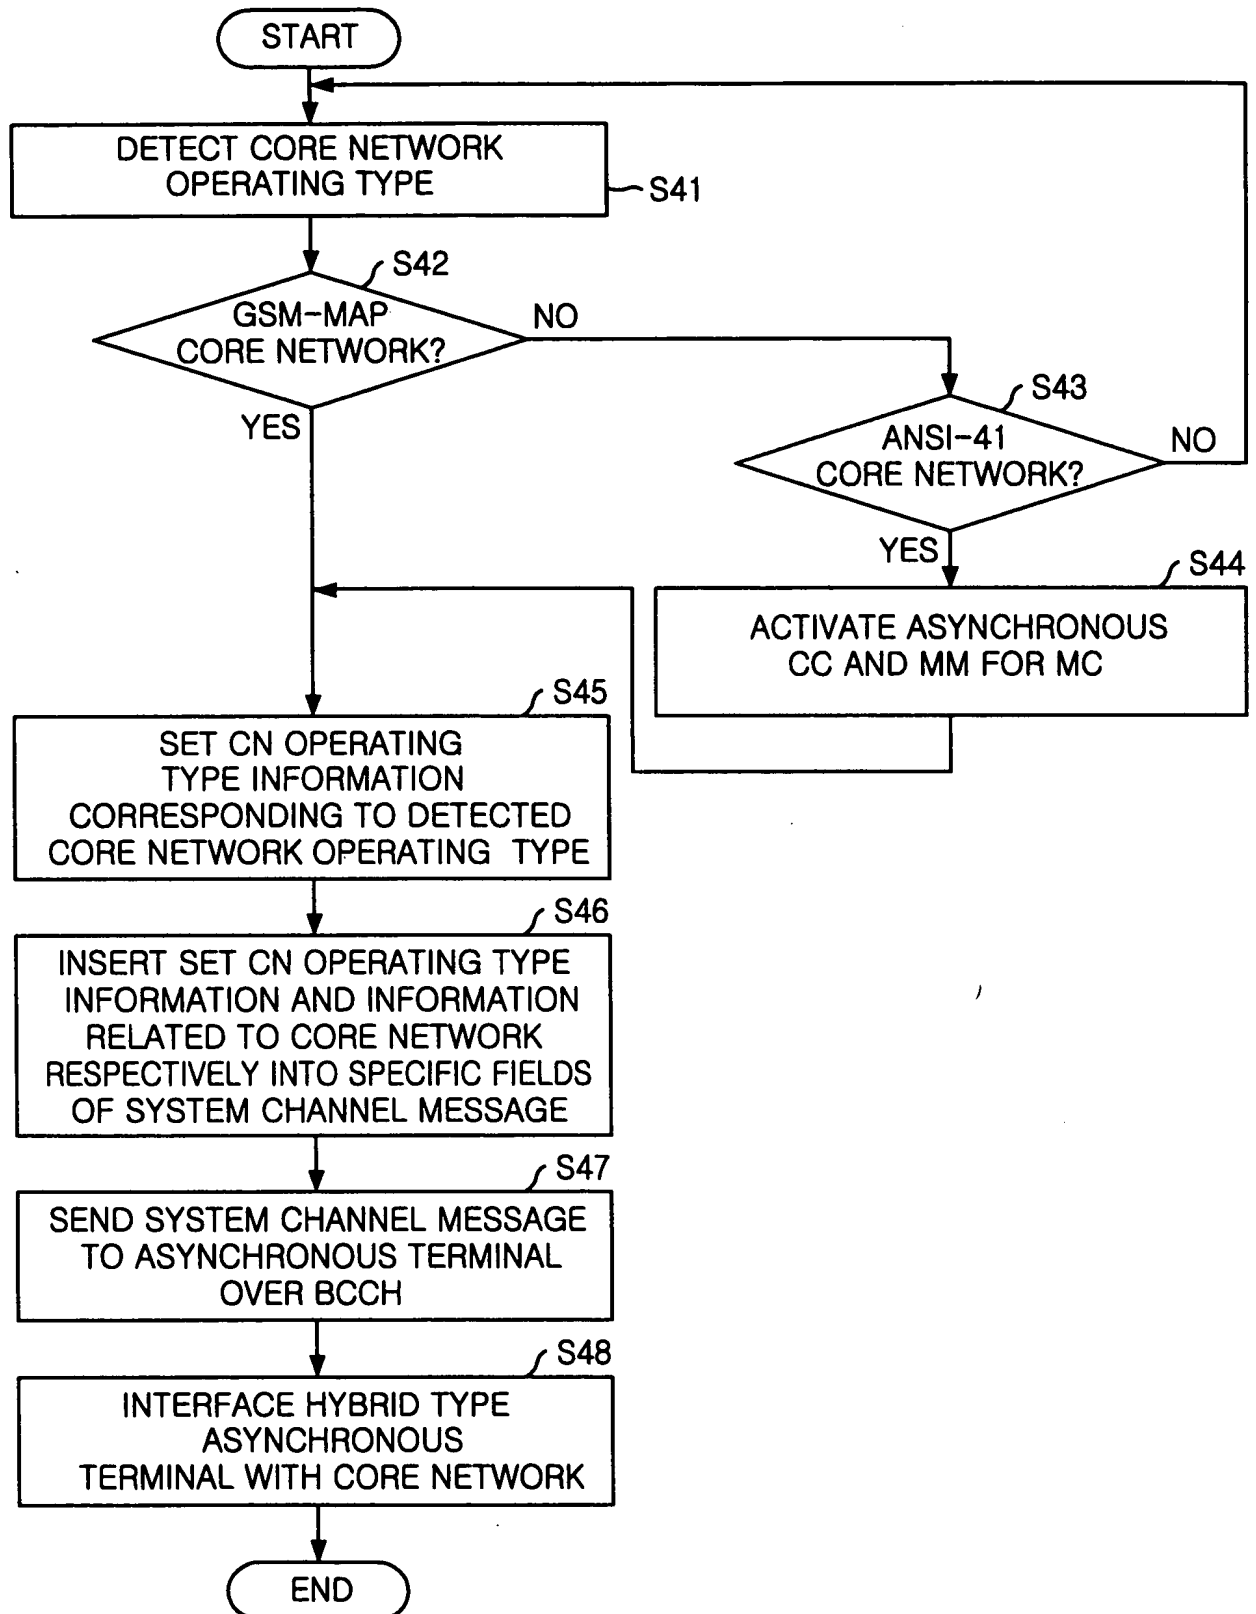 START
DETECT CORE NETWORK
OPERATING TYPE
S41
S42
GSM-MAP
CORE NETWORK?
NO
YES
S43
ANSI-41
CORE NETWORK?
NO
YES
S44
ACTIVATE ASYNCHRONOUS
CC AND MM FOR MC
S45
SET CN OPERATING
TYPE INFORMATION
CORRESPONDING TO DETECTED
CORE NETWORK OPERATING TYPE
S46
INSERT SET CN OPERATING TYPE
INFORMATION AND INFORMATION
RELATED TO CORE NETWORK
RESPECTIVELY INTO SPECIFIC FIELDS
OF SYSTEM CHANNEL MESSAGE
S47
SEND SYSTEM CHANNEL MESSAGE
TO ASYNCHRONOUS TERMINAL
OVER BCCH
S48
INTERFACE HYBRID TYPE
ASYNCHRONOUS
TERMINAL WITH CORE NETWORK
END